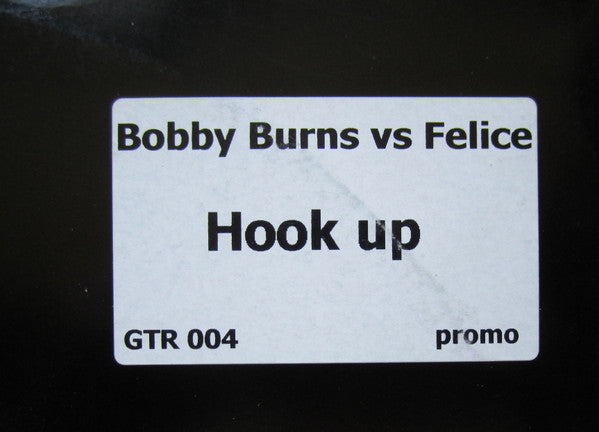 Bobby Burns vs Felice
Hook up
GTR 004 promo